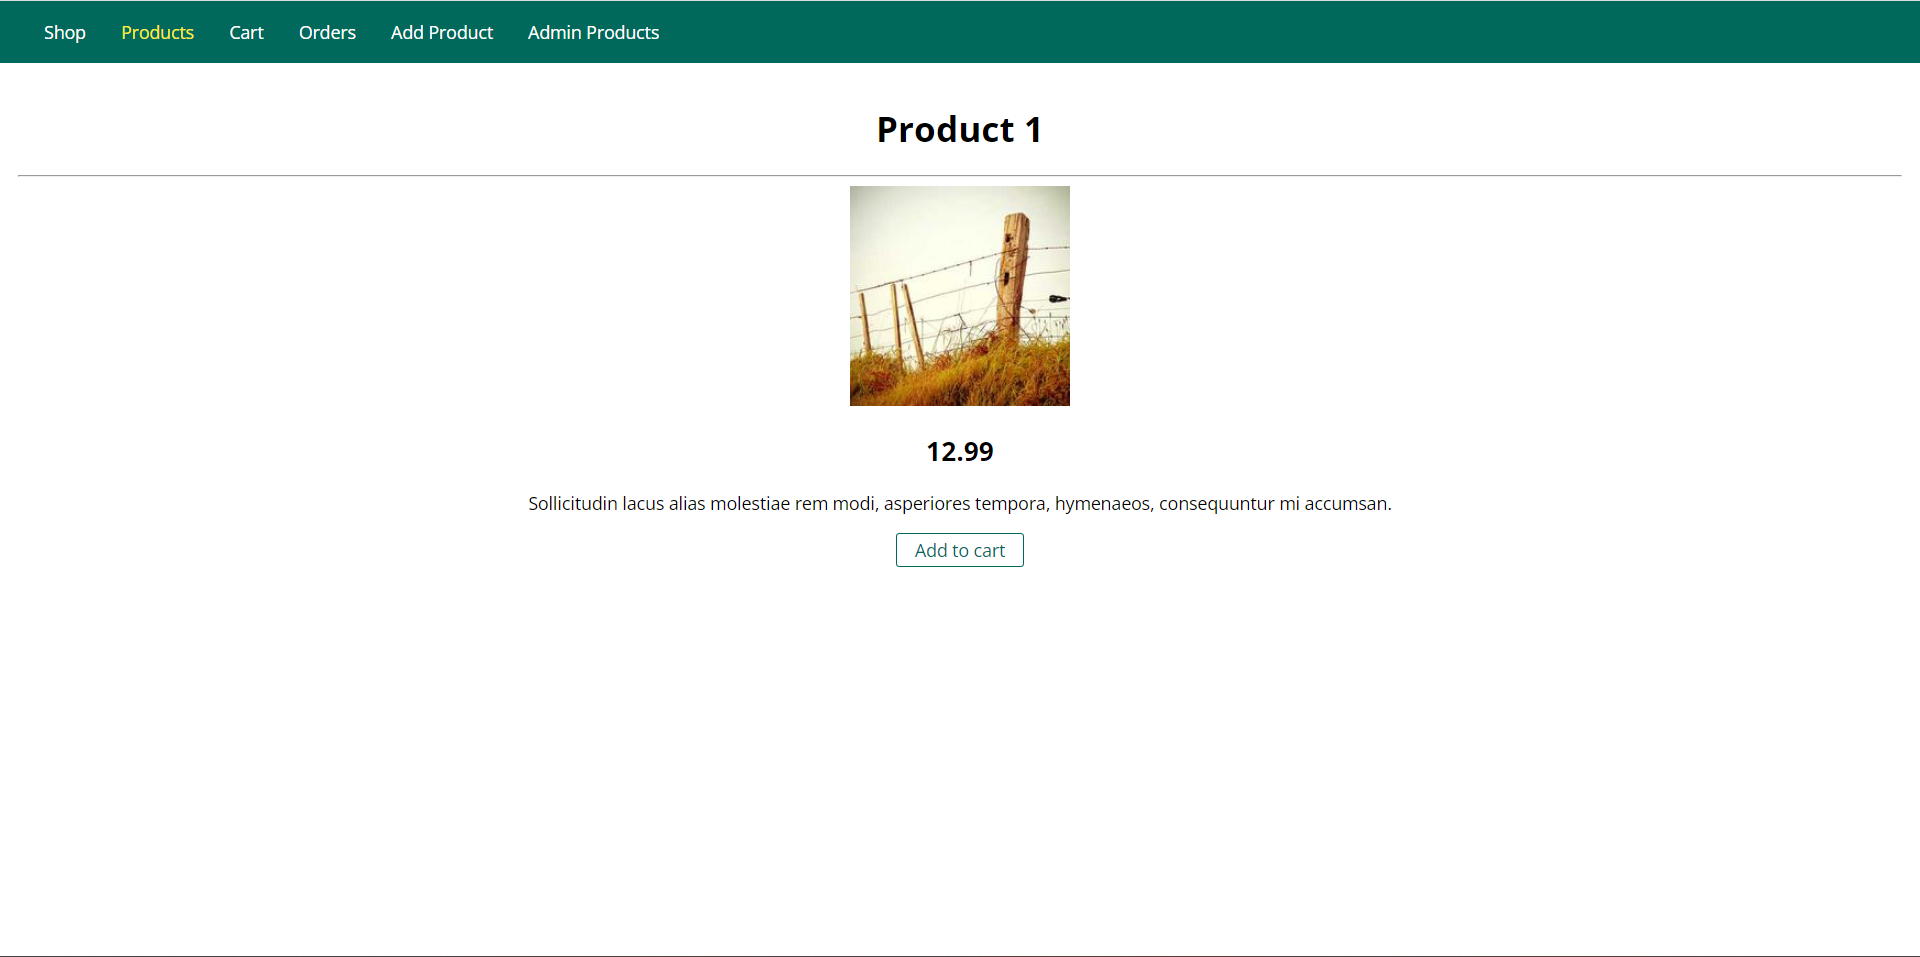 Shop Products Cart Orders Add Product Admin Products
Product 1
12.99
Sollicitudin lacus alias molestiae rem modi, asperiores tempora, hymenaeos, consequuntur mi accumsan.
Add to cart